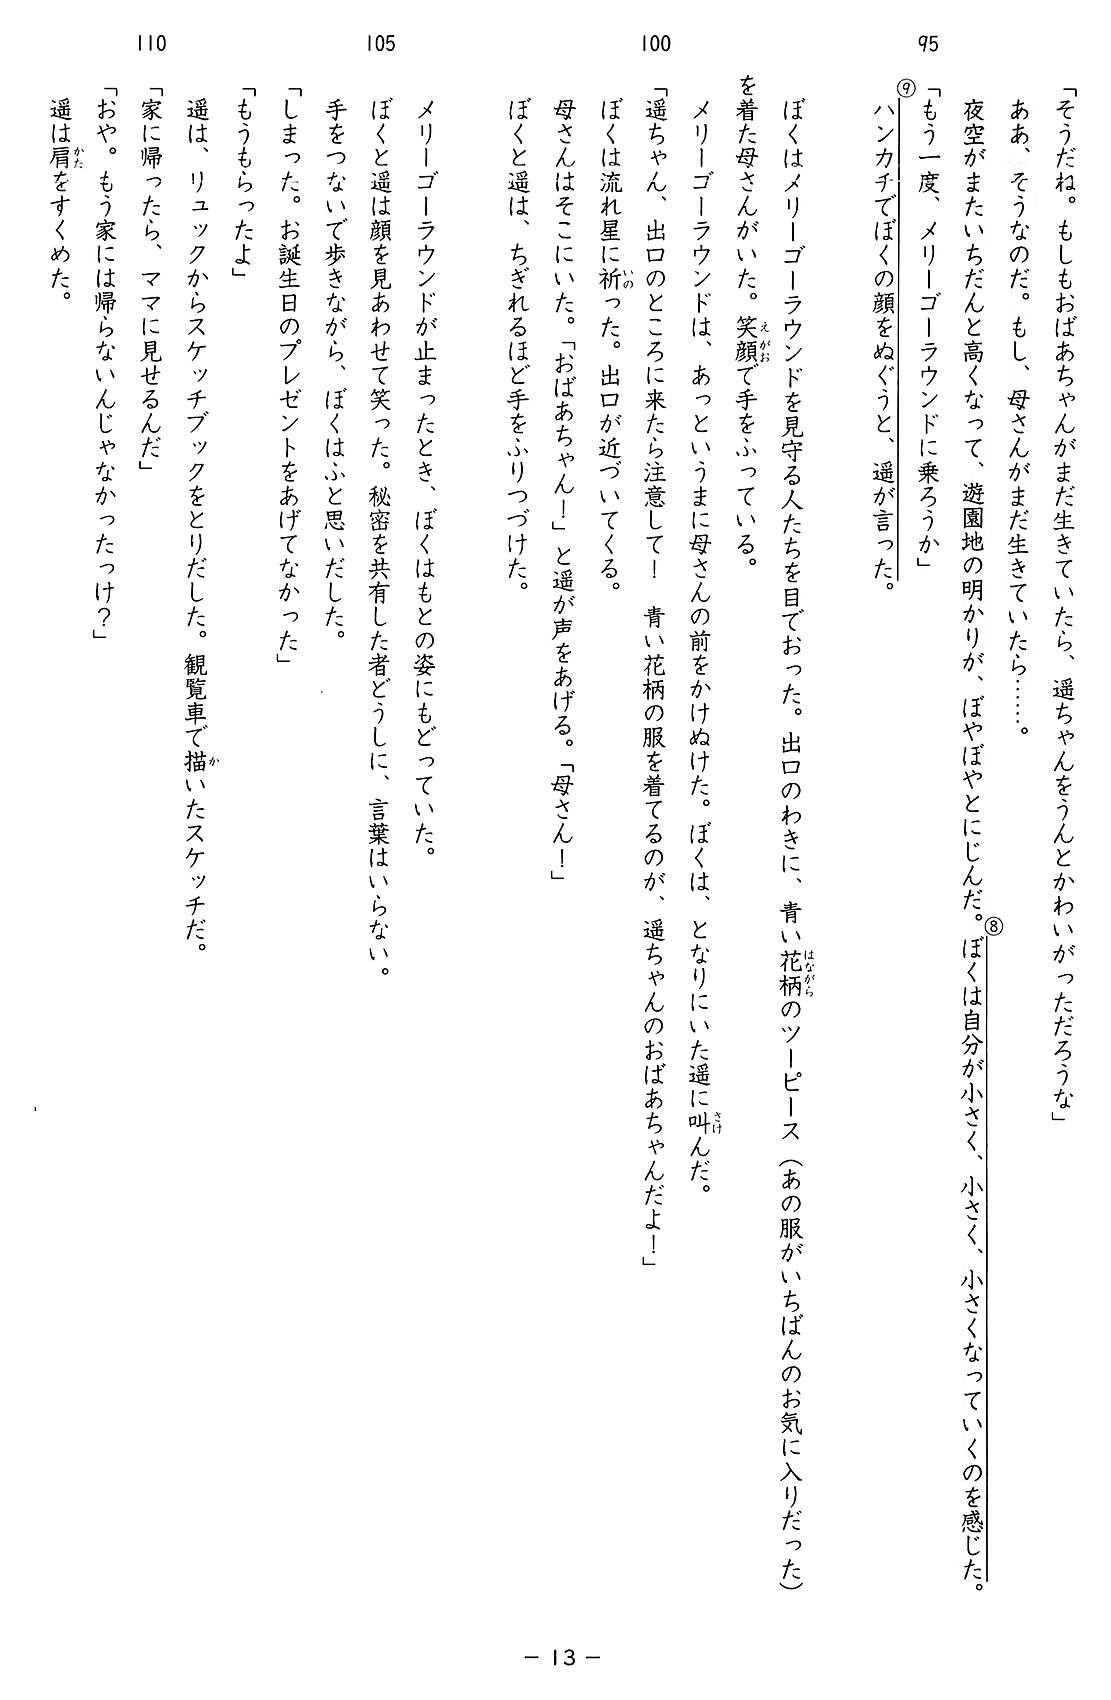 「そうだね。もしもおばあちゃんがまだ生きていたら、遥ちゃんをうんとかわいがっただろうな」
ああ、そうなのだ。もし、母さんがまだ生きていたら……。
夜空がまたいちだんと高くなって、遊園地の明かりが、ぼやぼやとにじんだ。⑧ぼくは自分が小さく、小さく、小さくなっていくのを感じた。
95
「もう一度、メリーゴーラウンドに乗ろうか」
⑨ハンカチでぼくの顔をぬぐうと、遥が言った。
ぼくはメリーゴーラウンドを見守る人たちを目でおった。出口のわきに、青い花柄のツーピース（あの服がいちばんのお気に入りだった）
はながら
を着た母さんがいた。笑顔で手をふっている。
えがお
メリーゴーラウンドは、あっというまに母さんの前をかけぬけた。ぼくは、となりにいた遥に叫んだ。
さけ
100
「遥ちゃん、出口のところに来たら注意して！　青い花柄の服を着てるのが、遥ちゃんのおばあちゃんだよ！」
ぼくは流れ星に祈った。出口が近づいてくる。
いの
母さんはそこにいた。「おばあちゃん！」と遥が声をあげる。「母さん！」
ぼくと遥は、ちぎれるほど手をふりつづけた。
メリーゴーラウンドが止まったとき、ぼくはもとの姿にもどっていた。
105
ぼくと遥は顔を見あわせて笑った。秘密を共有した者どうしに、言葉はいらない。
手をつないで歩きながら、ぼくはふと思いだした。
「しまった。お誕生日のプレゼントをあげてなかった」
「もうもらったよ」
遥は、リュックからスケッチブックをとりだした。観覧車で描いたスケッチだ。
か
110
「家に帰ったら、ママに見せるんだ」
「おや。もう家には帰らないんじゃなかったっけ？」
遥は肩をすくめた。
かた
－13－